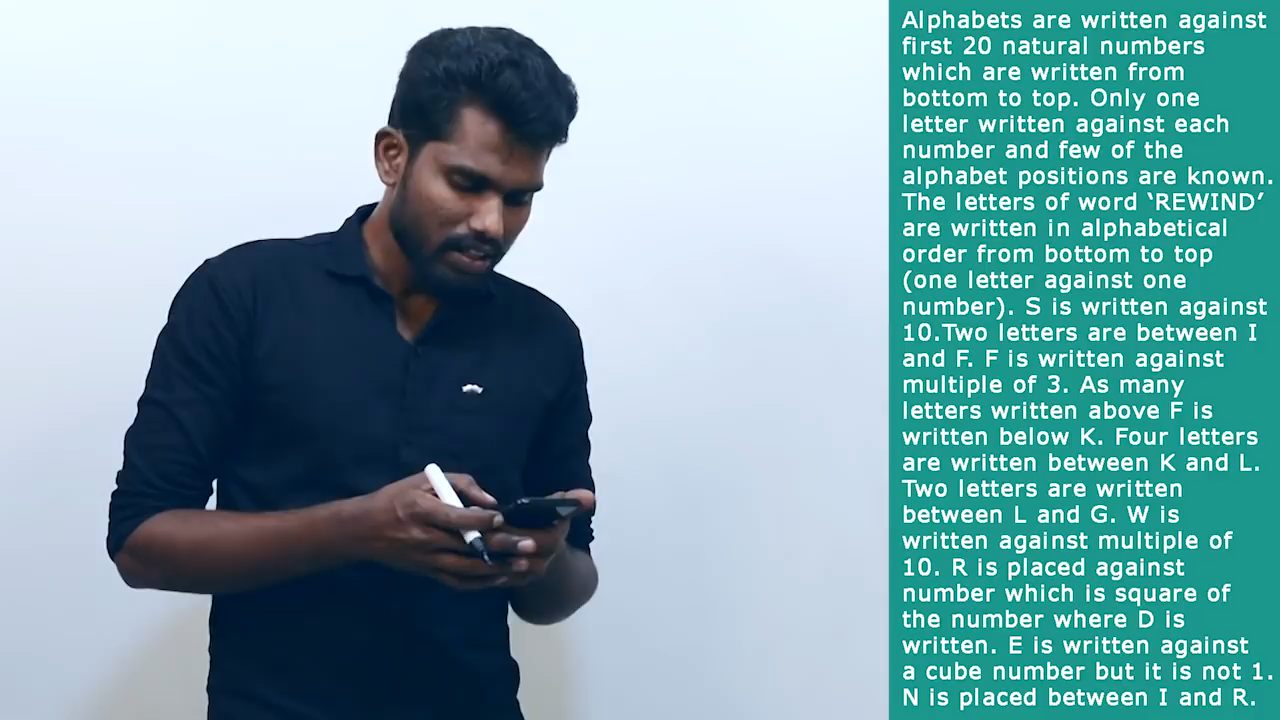 Alphabets are written against
first 20 natural numbers
which are written from
bottom to top. Only one
letter written against each
number and few of the
alphabet positions are known.
The letters of word ‘REWIND’
are written in alphabetical
order from bottom to top
(one letter against one
number). S is written against
10.Two letters are between I
and F. F is written against
multiple of 3. As many
letters written above F is
written below K. Four letters
are written between K and L.
Two letters are written
between L and G. W is
written against multiple of
10. R is placed against
number which is square of
the number where D is
written. E is written against
a cube number but it is not 1.
N is placed between I and R.